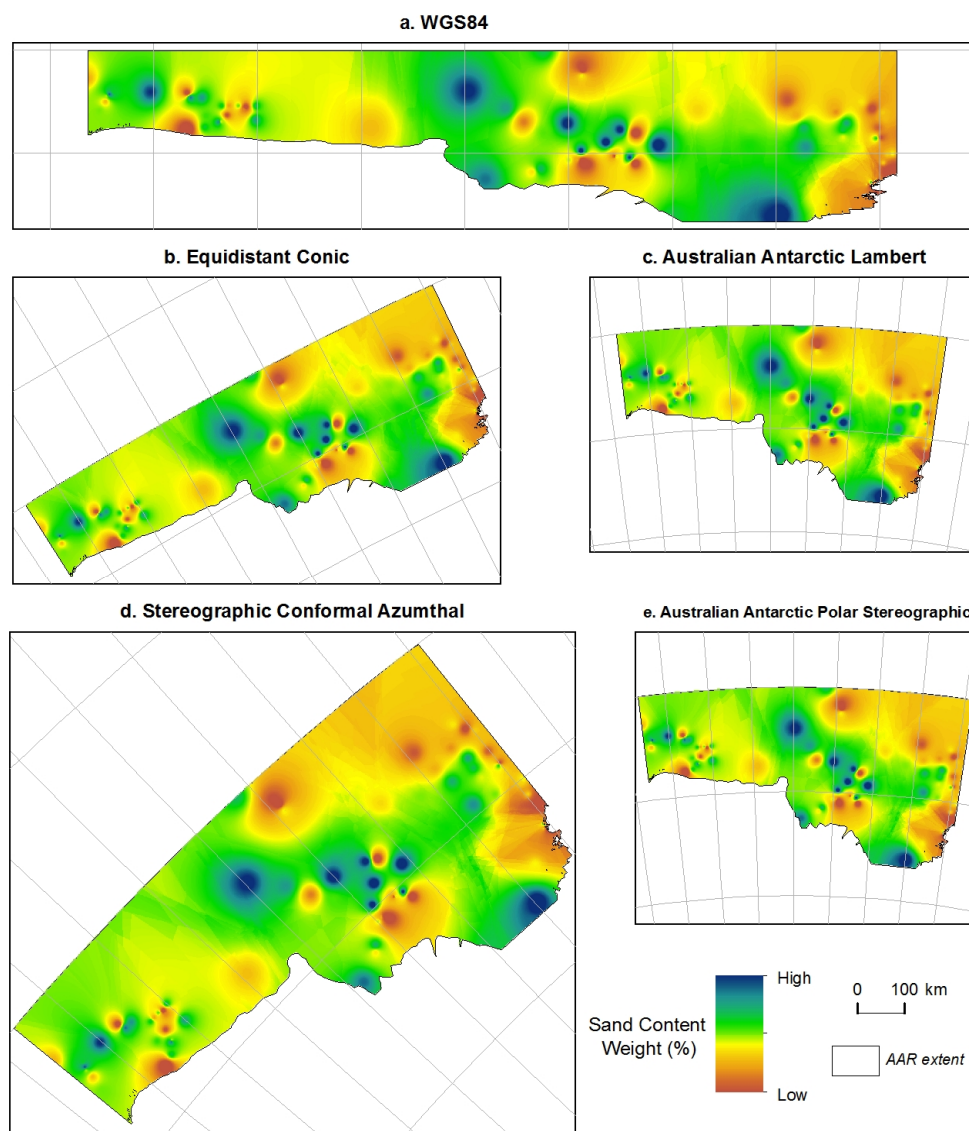 a. WGS84
b. Equidistant Conic
c. Australian Antarctic Lambert
d. Stereographic Conformal Azumthal
e. Australian Antarctic Polar Stereographic
Sand Content
Weight (%)
High
Low
0 100 km
AAR extent